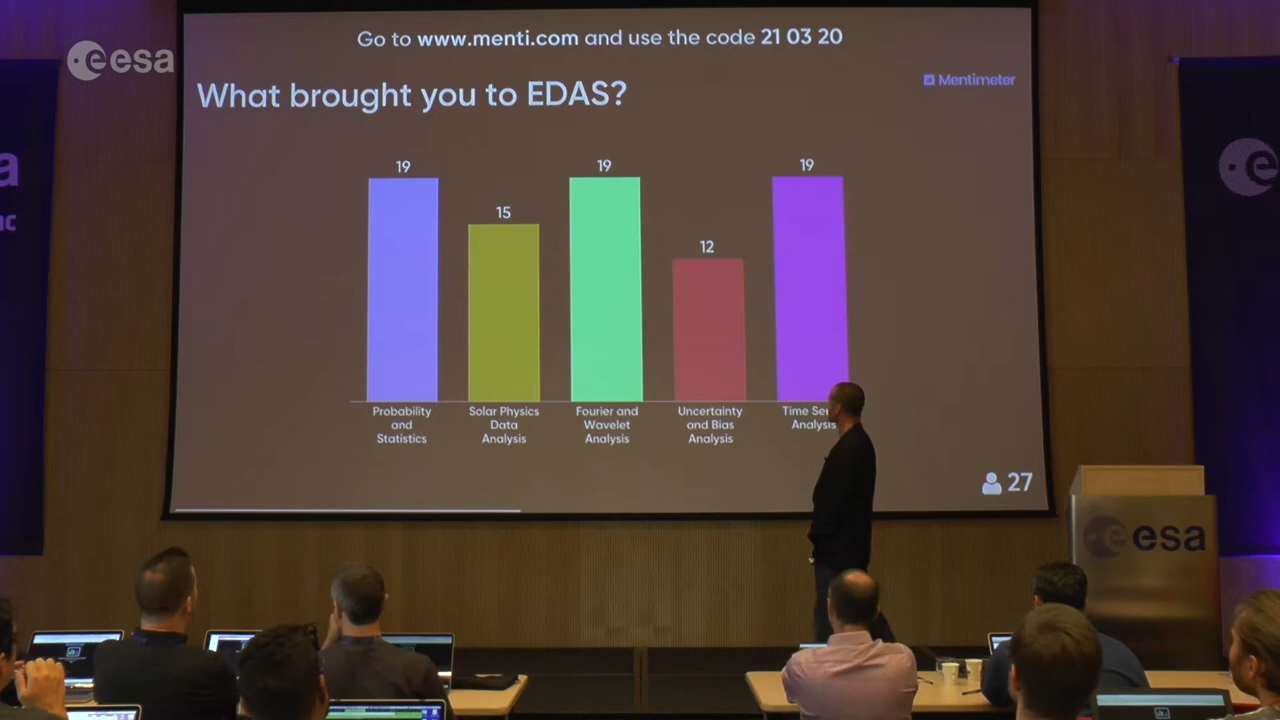 Go to www.menti.com and use the code 21 03 20
esa
What brought you to EDAS?
Mentimeter
19
15
19
12
19
Probability
and
Statistics
Solar Physics
Data
Analysis
Fourier and
Wavelet
Analysis
Uncertainty
and Bias
Analysis
Time
Analysis
27
esa